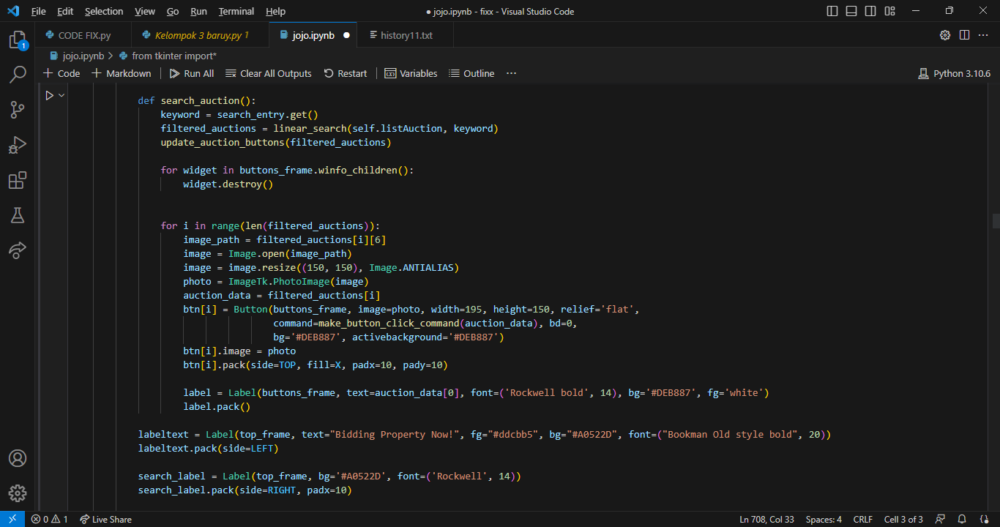 File Edit Selection View Go Run Terminal Help ● jojo.ipynb - fixx - Visual Studio Code
CODE FIX.py Kelompok 3 baruy.py 1 jojo.ipynb ● history11.txt
jojo.ipynb > from tkinter import*
+ Code + Markdown | Run All Clear All Outputs Restart | Variables Outline ··· Python 3.10.6
1
def search_auction():
    keyword = search_entry.get()
    filtered_auctions = linear_search(self.listAuction, keyword)
    update_auction_buttons(filtered_auctions)
    for widget in buttons_frame.winfo_children():
        widget.destroy()
    for i in range(len(filtered_auctions)):
        image_path = filtered_auctions[i][6]
        image = Image.open(image_path)
        image = image.resize((150, 150), Image.ANTIALIAS)
        photo = ImageTk.PhotoImage(image)
        auction_data = filtered_auctions[i]
        btn[i] = Button(buttons_frame, image=photo, width=195, height=150, relief='flat',
                        command=make_button_click_command(auction_data), bd=0,
                        bg='#DEB887', activebackground='#DEB887')
        btn[i].image = photo
        btn[i].pack(side=TOP, fill=X, padx=10, pady=10)
        label = Label(buttons_frame, text=auction_data[0], font=('Rockwell bold', 14), bg='#DEB887', fg='white')
        label.pack()
labeltext = Label(top_frame, text="Bidding Property Now!", fg="#ddcbb5", bg="#A0522D", font=("Bookman Old style bold", 20))
labeltext.pack(side=LEFT)
search_label = Label(top_frame, bg='#A0522D', font=('Rockwell', 14))
search_label.pack(side=RIGHT, padx=10)
0 1 Live Share Ln 708, Col 33 Spaces: 4 CRLF Cell 3 of 3